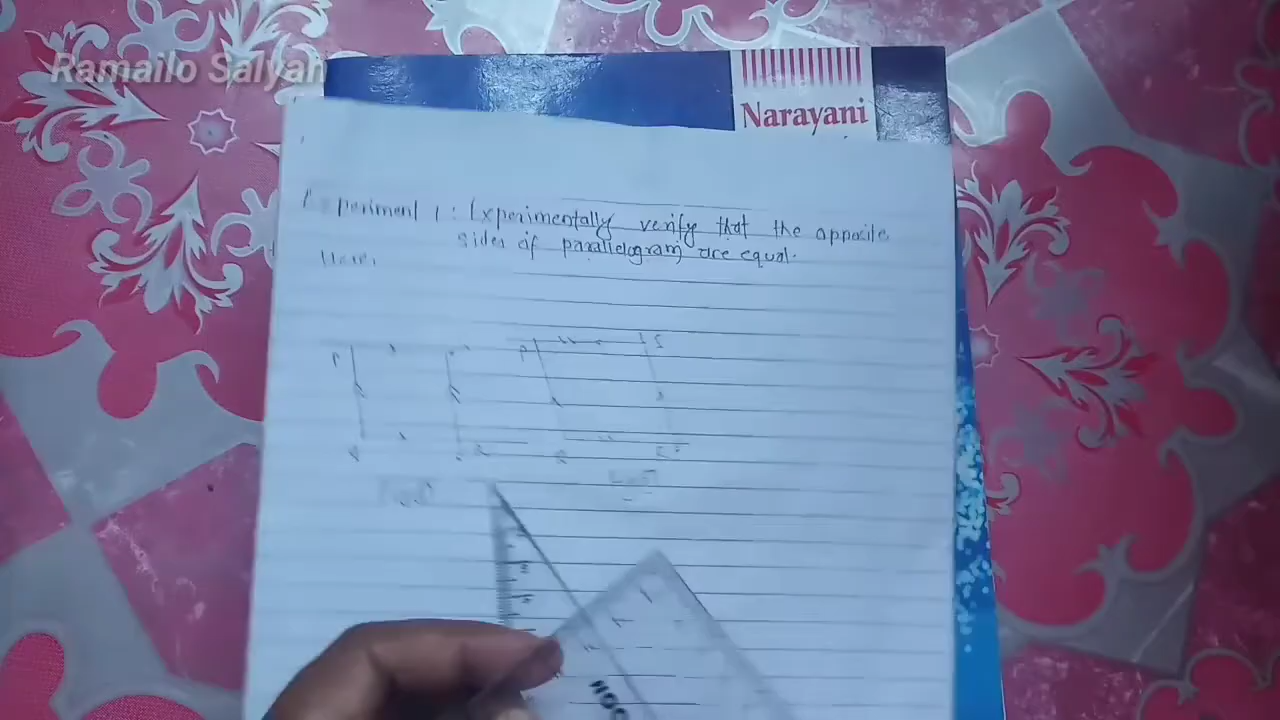 Ramailo Salyan
Narayani
Experiment 1: Experimentally verify that the opposite
sides of parallelogram are equal.
Here,
P
P S
Q R
Q R